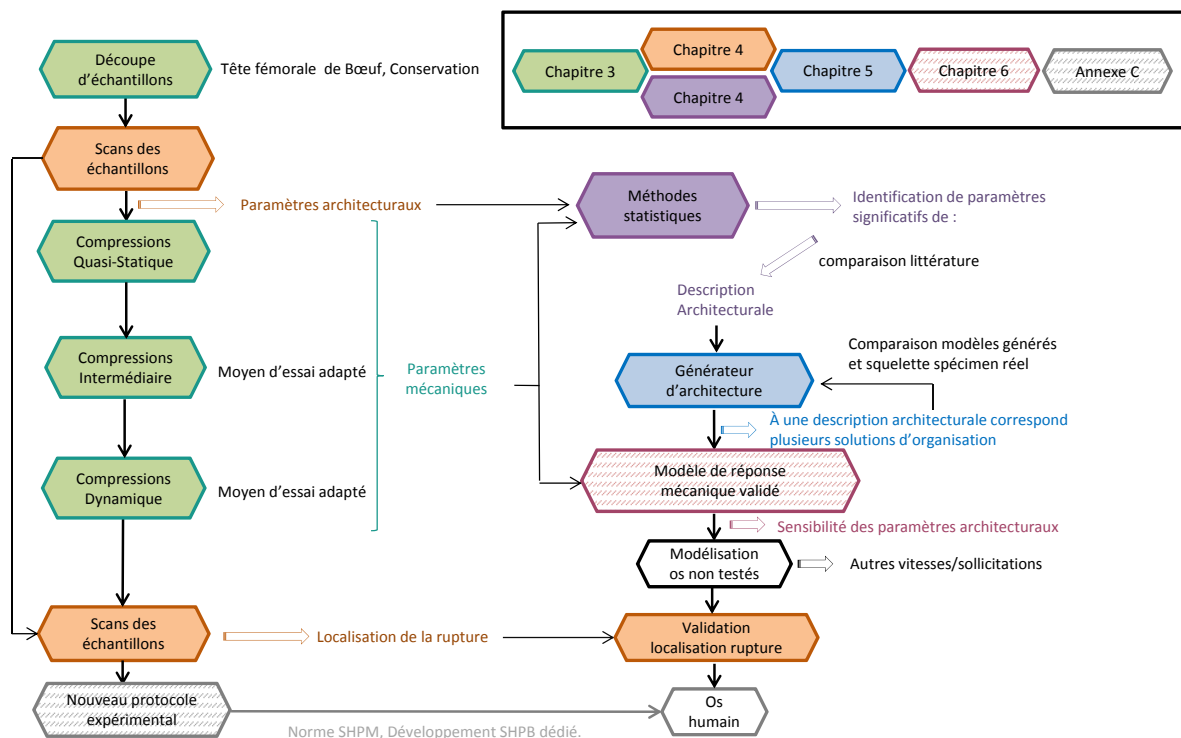 Découpe
d'échantillons
Tête fémorale de Bœuf, Conservation
Chapitre 3
Chapitre 4
Chapitre 4
Chapitre 5
Chapitre 6
Annexe C
Scans des
échantillons
Paramètres architecturaux
Méthodes
statistiques
Identification de paramètres
significatifs de :
Compressions
Quasi-Statique
comparaison littérature
Description
Architecturale
Compressions
Intermédiaire
Moyen d'essai adapté
Paramètres
mécaniques
Générateur
d'architecture
Comparaison modèles générés
et squelette spécimen réel
À une description architecturale correspond
plusieurs solutions d'organisation
Compressions
Dynamique
Moyen d'essai adapté
Modèle de réponse
mécanique validé
Sensibilité des paramètres architecturaux
Modélisation
os non testés
Autres vitesses/sollicitations
Scans des
échantillons
Localisation de la rupture
Validation
localisation rupture
Nouveau protocole
expérimental
Norme SHPM, Développement SHPB dédié.
Os
humain